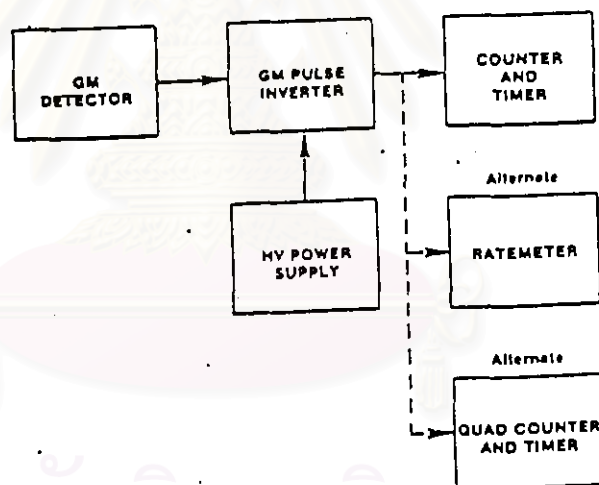 GM
DETECTOR
GM PULSE
INVERTER
COUNTER
AND
TIMER
HV POWER
SUPPLY
Alternate
RATEMETER
Alternate
QUAD COUNTER
AND TIMER